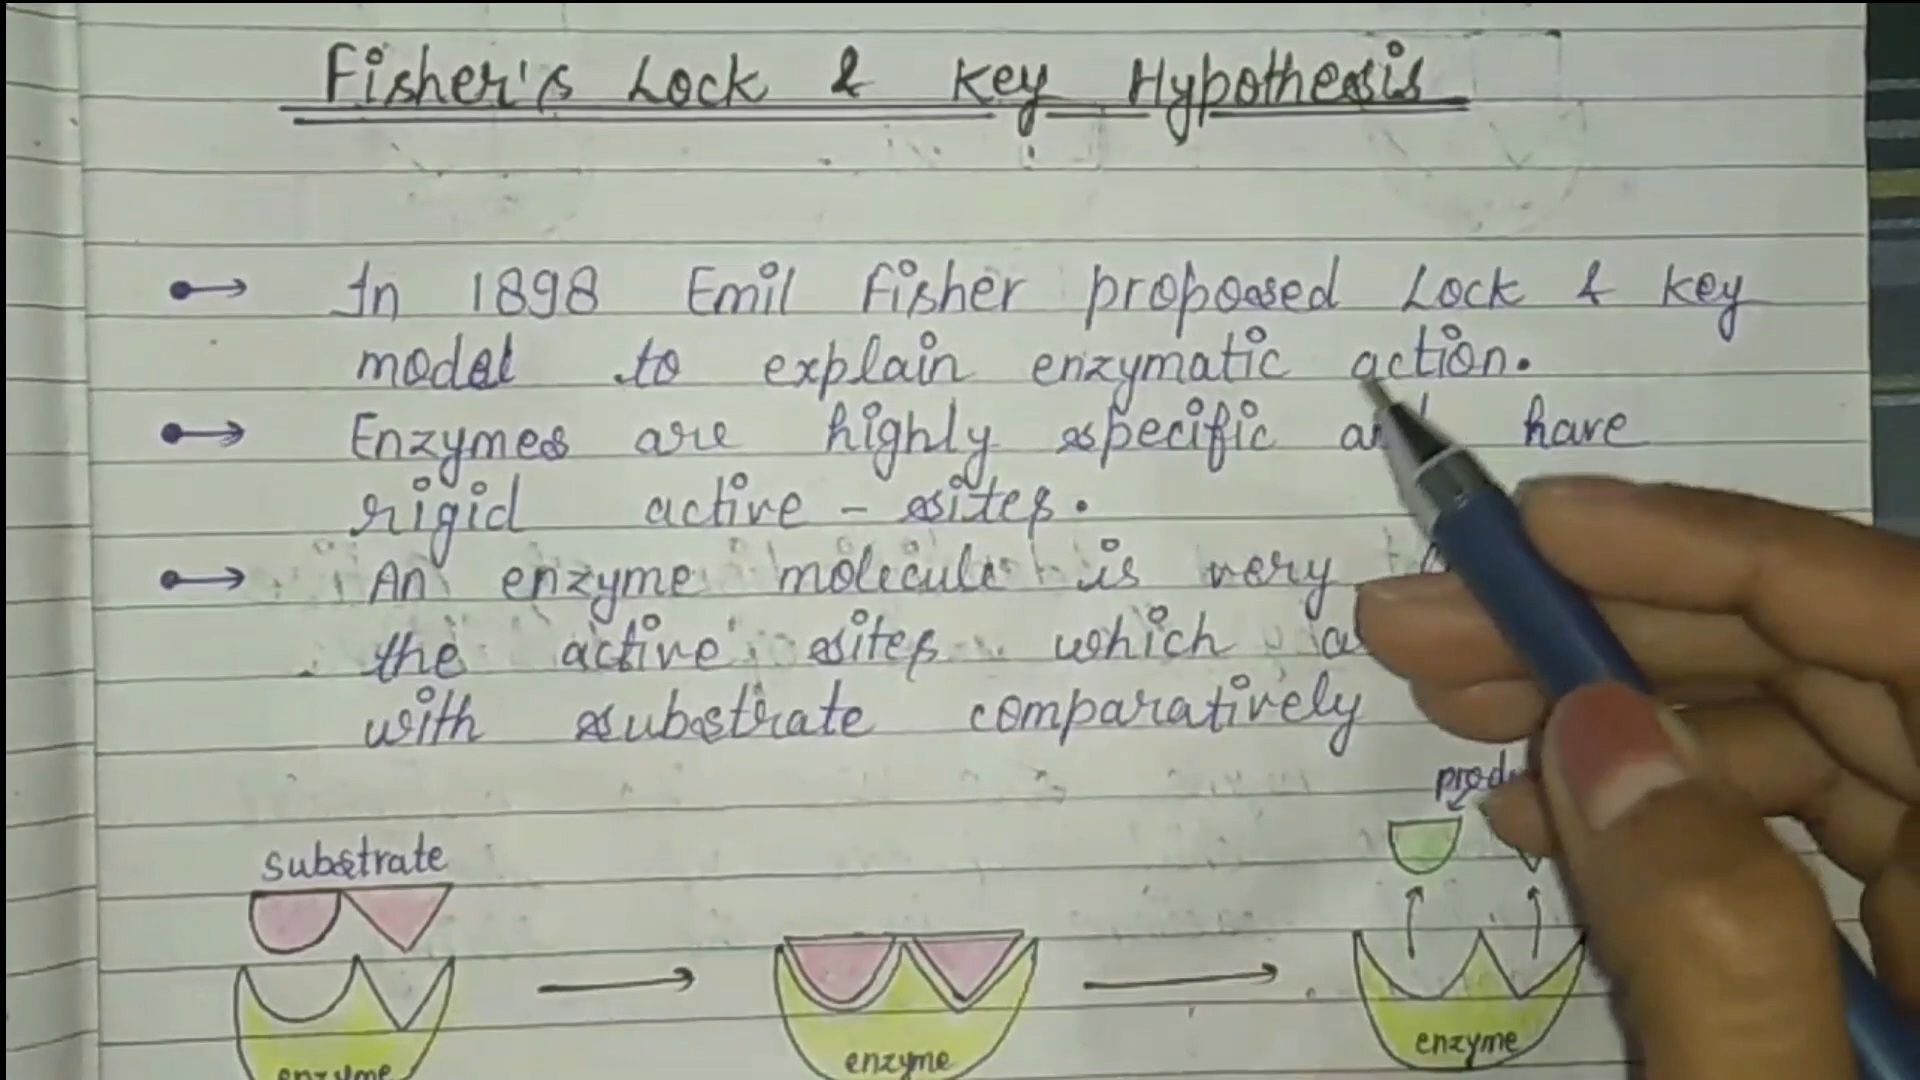 Fisher's Lock & Key Hypothesis
In 1898 Emil Fisher proposed Lock & key
model to explain enzymatic action.
Enzymes are highly specific have
rigid active - sites.
An enzyme molecule is very
the active sites which
with substrate comparatively
substrate
enzyme
enzyme
enzyme